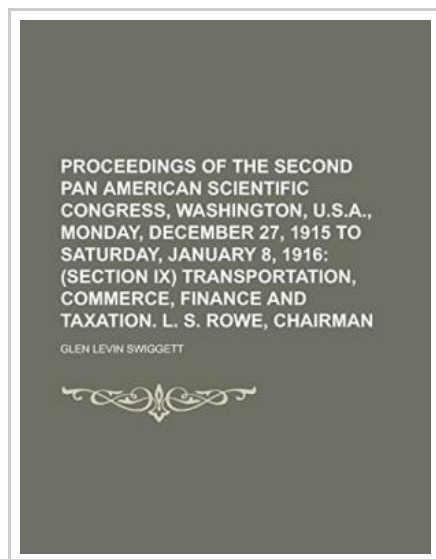 PROCEEDINGS OF THE SECOND
PAN AMERICAN SCIENTIFIC
CONGRESS, WASHINGTON, U.S.A.,
MONDAY, DECEMBER 27, 1915 TO
SATURDAY, JANUARY 8, 1916:
(SECTION IX) TRANSPORTATION,
COMMERCE, FINANCE AND
TAXATION. L. S. ROWE, CHAIRMAN
GLEN LEVIN SWIGGETT